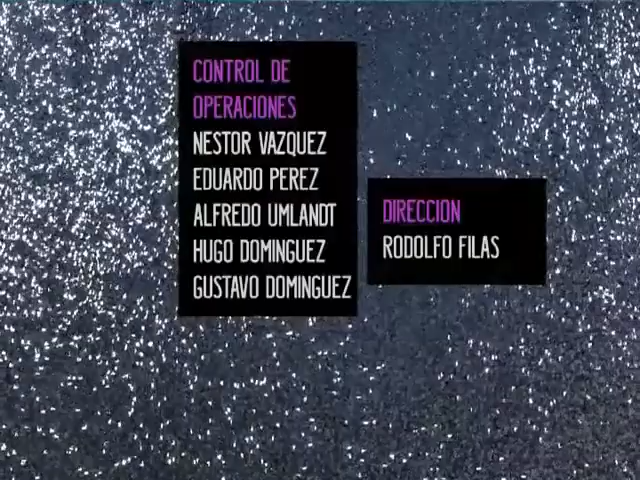 CONTROL DE
OPERACIONES
NESTOR VAZQUEZ
EDUARDO PEREZ
ALFREDO UMLANDT
HUGO DOMINGUEZ
GUSTAVO DOMINGUEZ
DIRECCION
RODOLFO FILAS